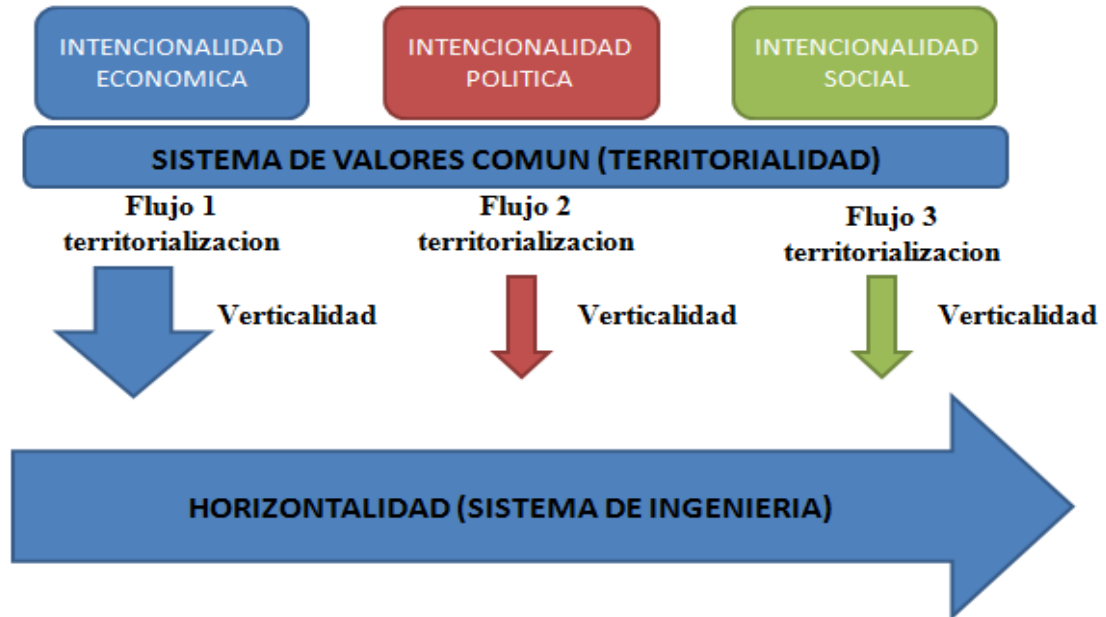 INTENCIONALIDAD
ECONOMICA
INTENCIONALIDAD
POLITICA
INTENCIONALIDAD
SOCIAL
SISTEMA DE VALORES COMUN (TERRITORIALIDAD)
Flujo 1
territorializacion
Flujo 2
territorializacion
Flujo 3
territorializacion
Verticalidad
Verticalidad
Verticalidad
HORIZONTALIDAD (SISTEMA DE INGENIERIA)